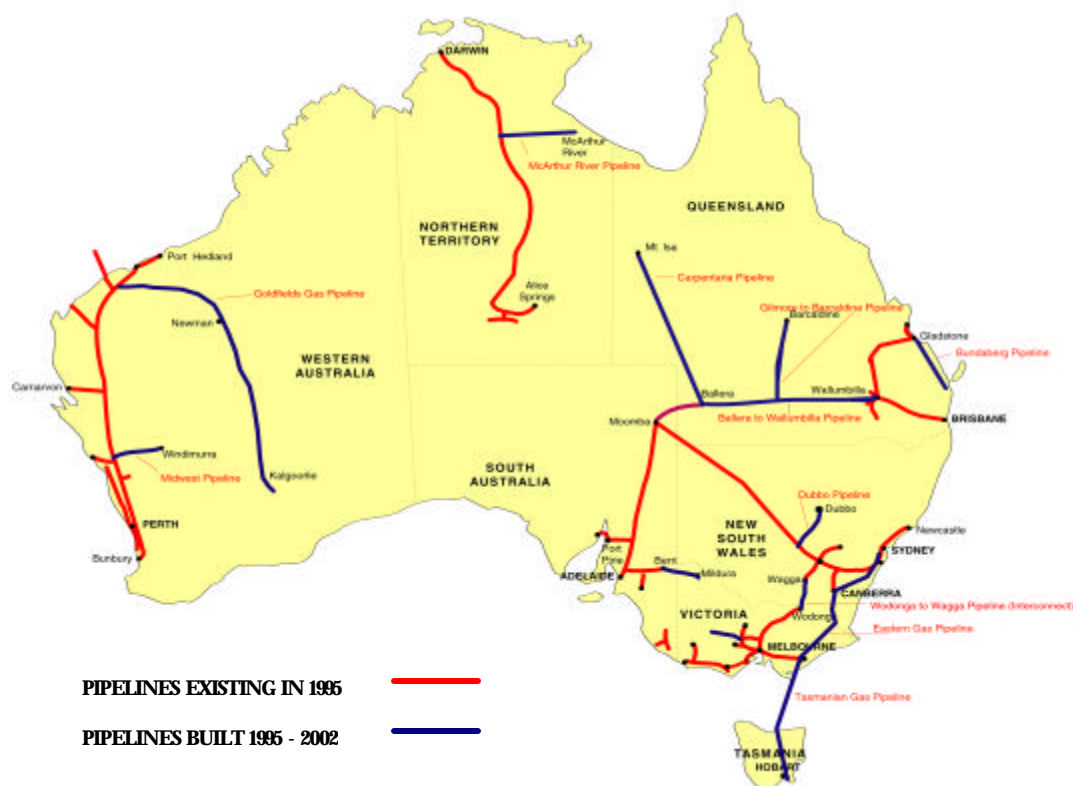 DARWIN
McArthur
River
McArthur River Pipeline
QUEENSLAND
NORTHERN
TERRITORY
Mt. Isa
Port Hedland
Carpentaria Pipeline
Alice
Springs
Goldfields Gas Pipeline
Gilmore to Barcaldine Pipeline
Barcaldine
Newman
Gladstone
Bundaberg Pipeline
WESTERN
AUSTRALIA
Carnarvon
Ballera
Wallumbilla
Ballera to Wallumbilla Pipeline
BRISBANE
Moomba
Windimurra
Midwest Pipeline
SOUTH
AUSTRALIA
Kalgoorlie
Dubbo Pipeline
Dubbo
PERTH
NEW
SOUTH
WALES
Newcastle
SYDNEY
Port
Pirie
Bunbury
Berri
ADELAIDE
Mildura
Wagga
CANBERRA
Wodonga to Wagga Pipeline (Interconnect)
VICTORIA
Wodong
Eastern Gas Pipeline
MELBOURNE
PIPELINES EXISTING IN 1995
Tasmanian Gas Pipeline
PIPELINES BUILT 1995 - 2002
TASMANIA
HOBART